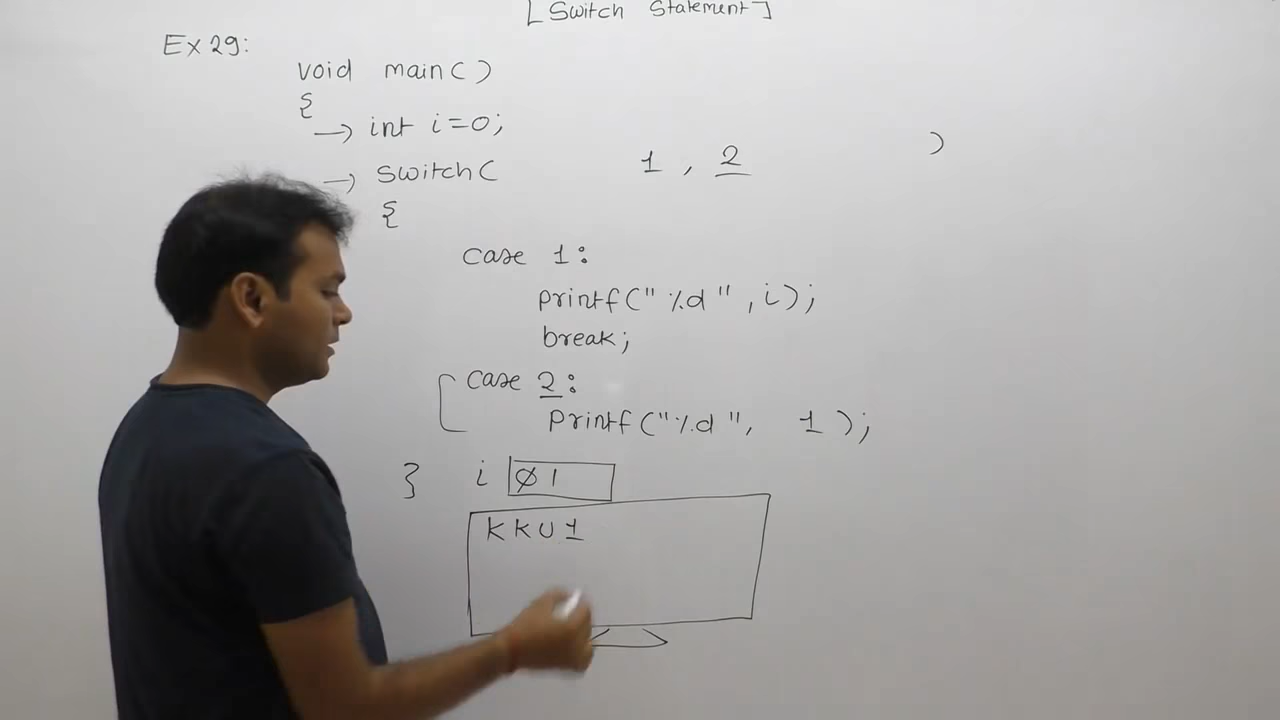 [Switch Statement]
Ex 29:
void main()
{
→ int i=0;
→ switch( 1 , 2 )
{
case 1:
printf("%d",i);
break;
case 2:
printf("%d", 1);
} i 0 1
KKU1